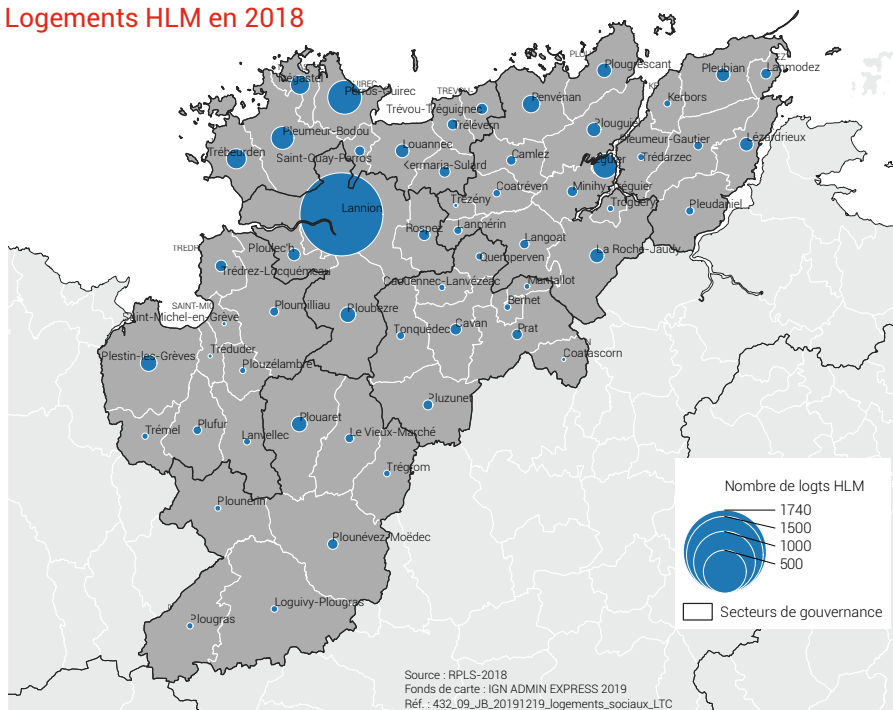 Logements HLM en 2018
Plougrescant
Pleubian
Lanmodez
Trégastel
Perros-Guirec
Kerbors
Penvénan
Trévou-Tréguignec
Trélévern
Plouguiel
Pleumeur-Bodou
Pleumeur-Gautier
Lézardrieux
Trébeurden
Saint-Quay-Perros
Louannec
Camlez
Trédarzec
Kermaria-Sulard
Coatréven
Minihy-Tréguier
Trézény
Troguéry
Pleudaniel
Lannion
Lanmérin
Rospez
Langoat
Ploulec'h
La Roche-Jaudy
Quemperven
Trédrez-Locquémeau
Caouënnec-Lanvézéac
Mantallot
Berhet
SAINT-MIC
Saint-Michel-en-Grève
Ploumilliau
Ploubezre
Tonquédec
Cavan
Prat
Coatascorn
Plestin-les-Grèves
Tréduder
Plouzélambre
Pluzunet
Trémel
Plufur
Lanvellec
Plouaret
Le Vieux-Marché
Trégrom
Plounérin
Plounévez-Moëdec
Loguivy-Plougras
Plougras
Nombre de logts HLM
1740
1500
1000
500
Secteurs de gouvernance
Source : RPLS-2018
Fonds de carte : IGN ADMIN EXPRESS 2019
Réf. : 432_09_JB_20191219_logements_sociaux_LTC